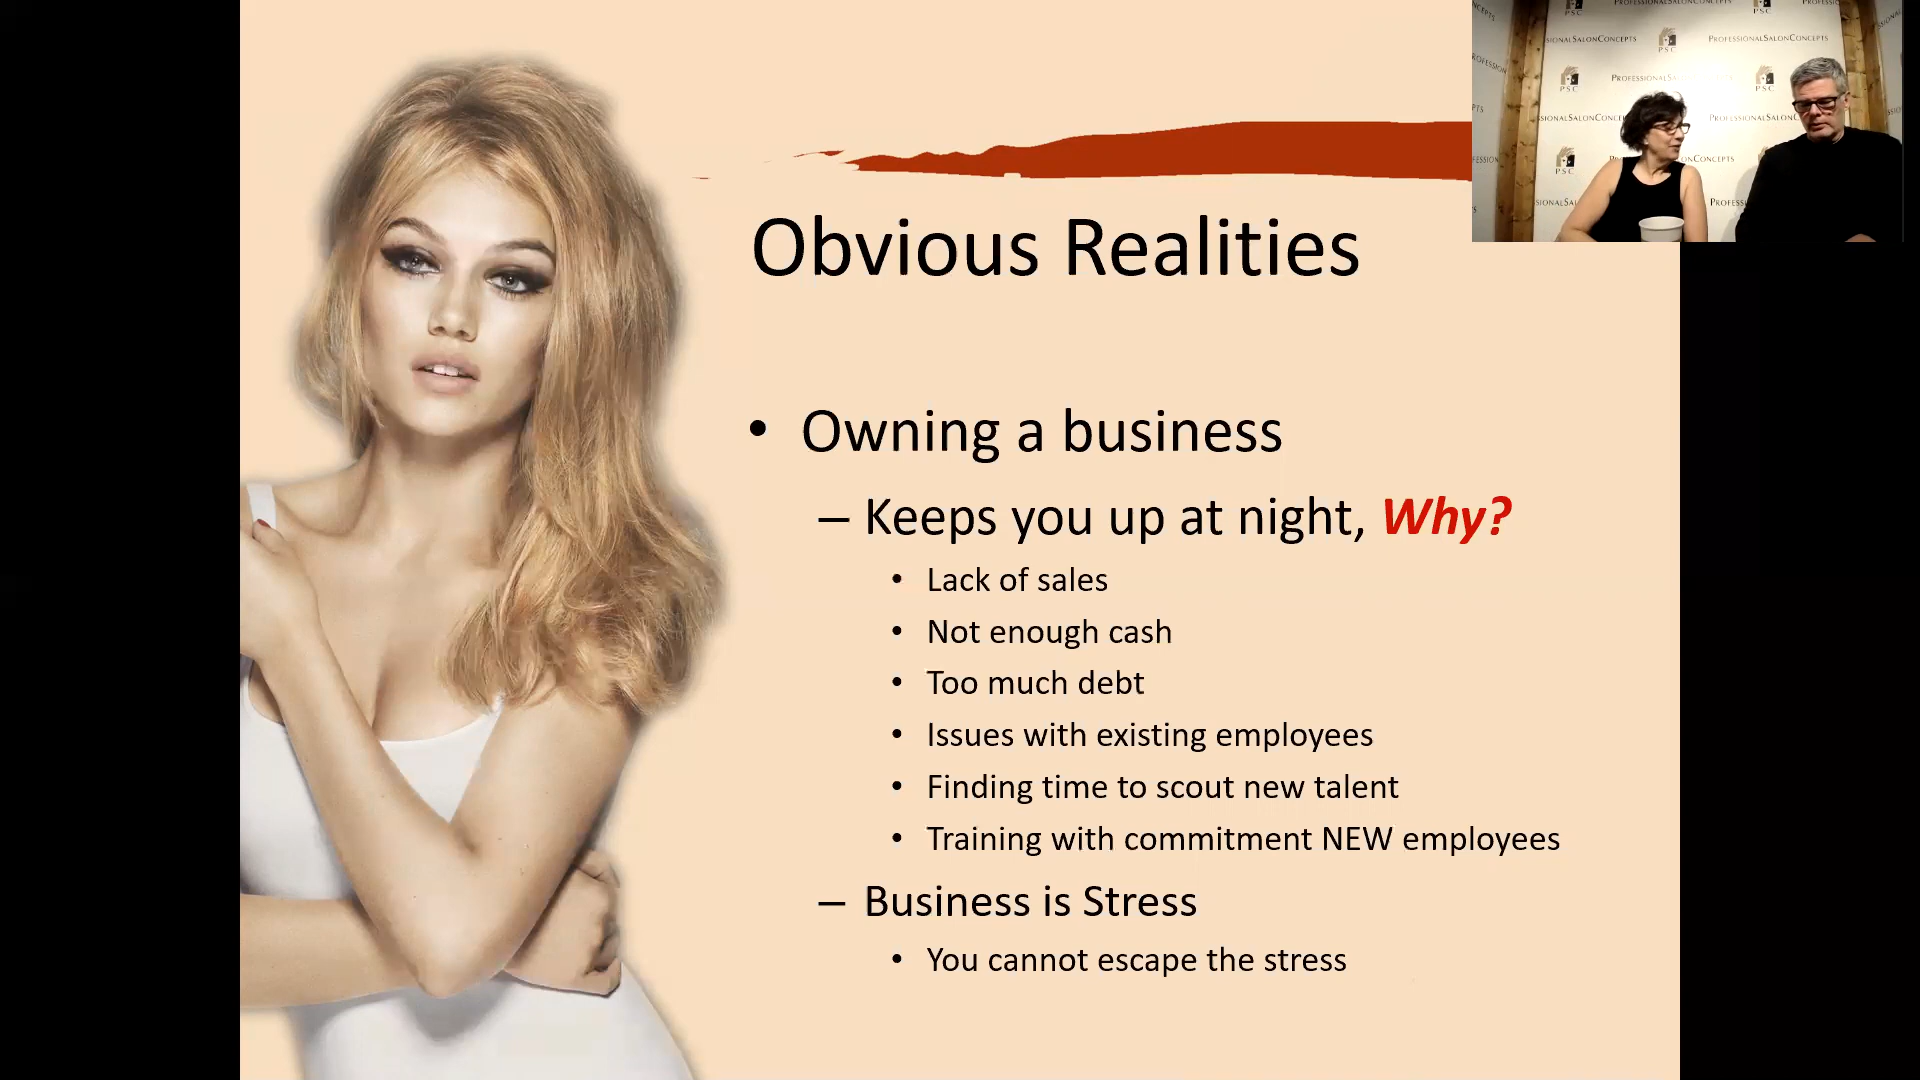 Obvious Realities
• Owning a business
– Keeps you up at night, Why?
• Lack of sales
• Not enough cash
• Too much debt
• Issues with existing employees
• Finding time to scout new talent
• Training with commitment NEW employees
– Business is Stress
• You cannot escape the stress
PROFESSIONALSALONCONCEPTS
PSC